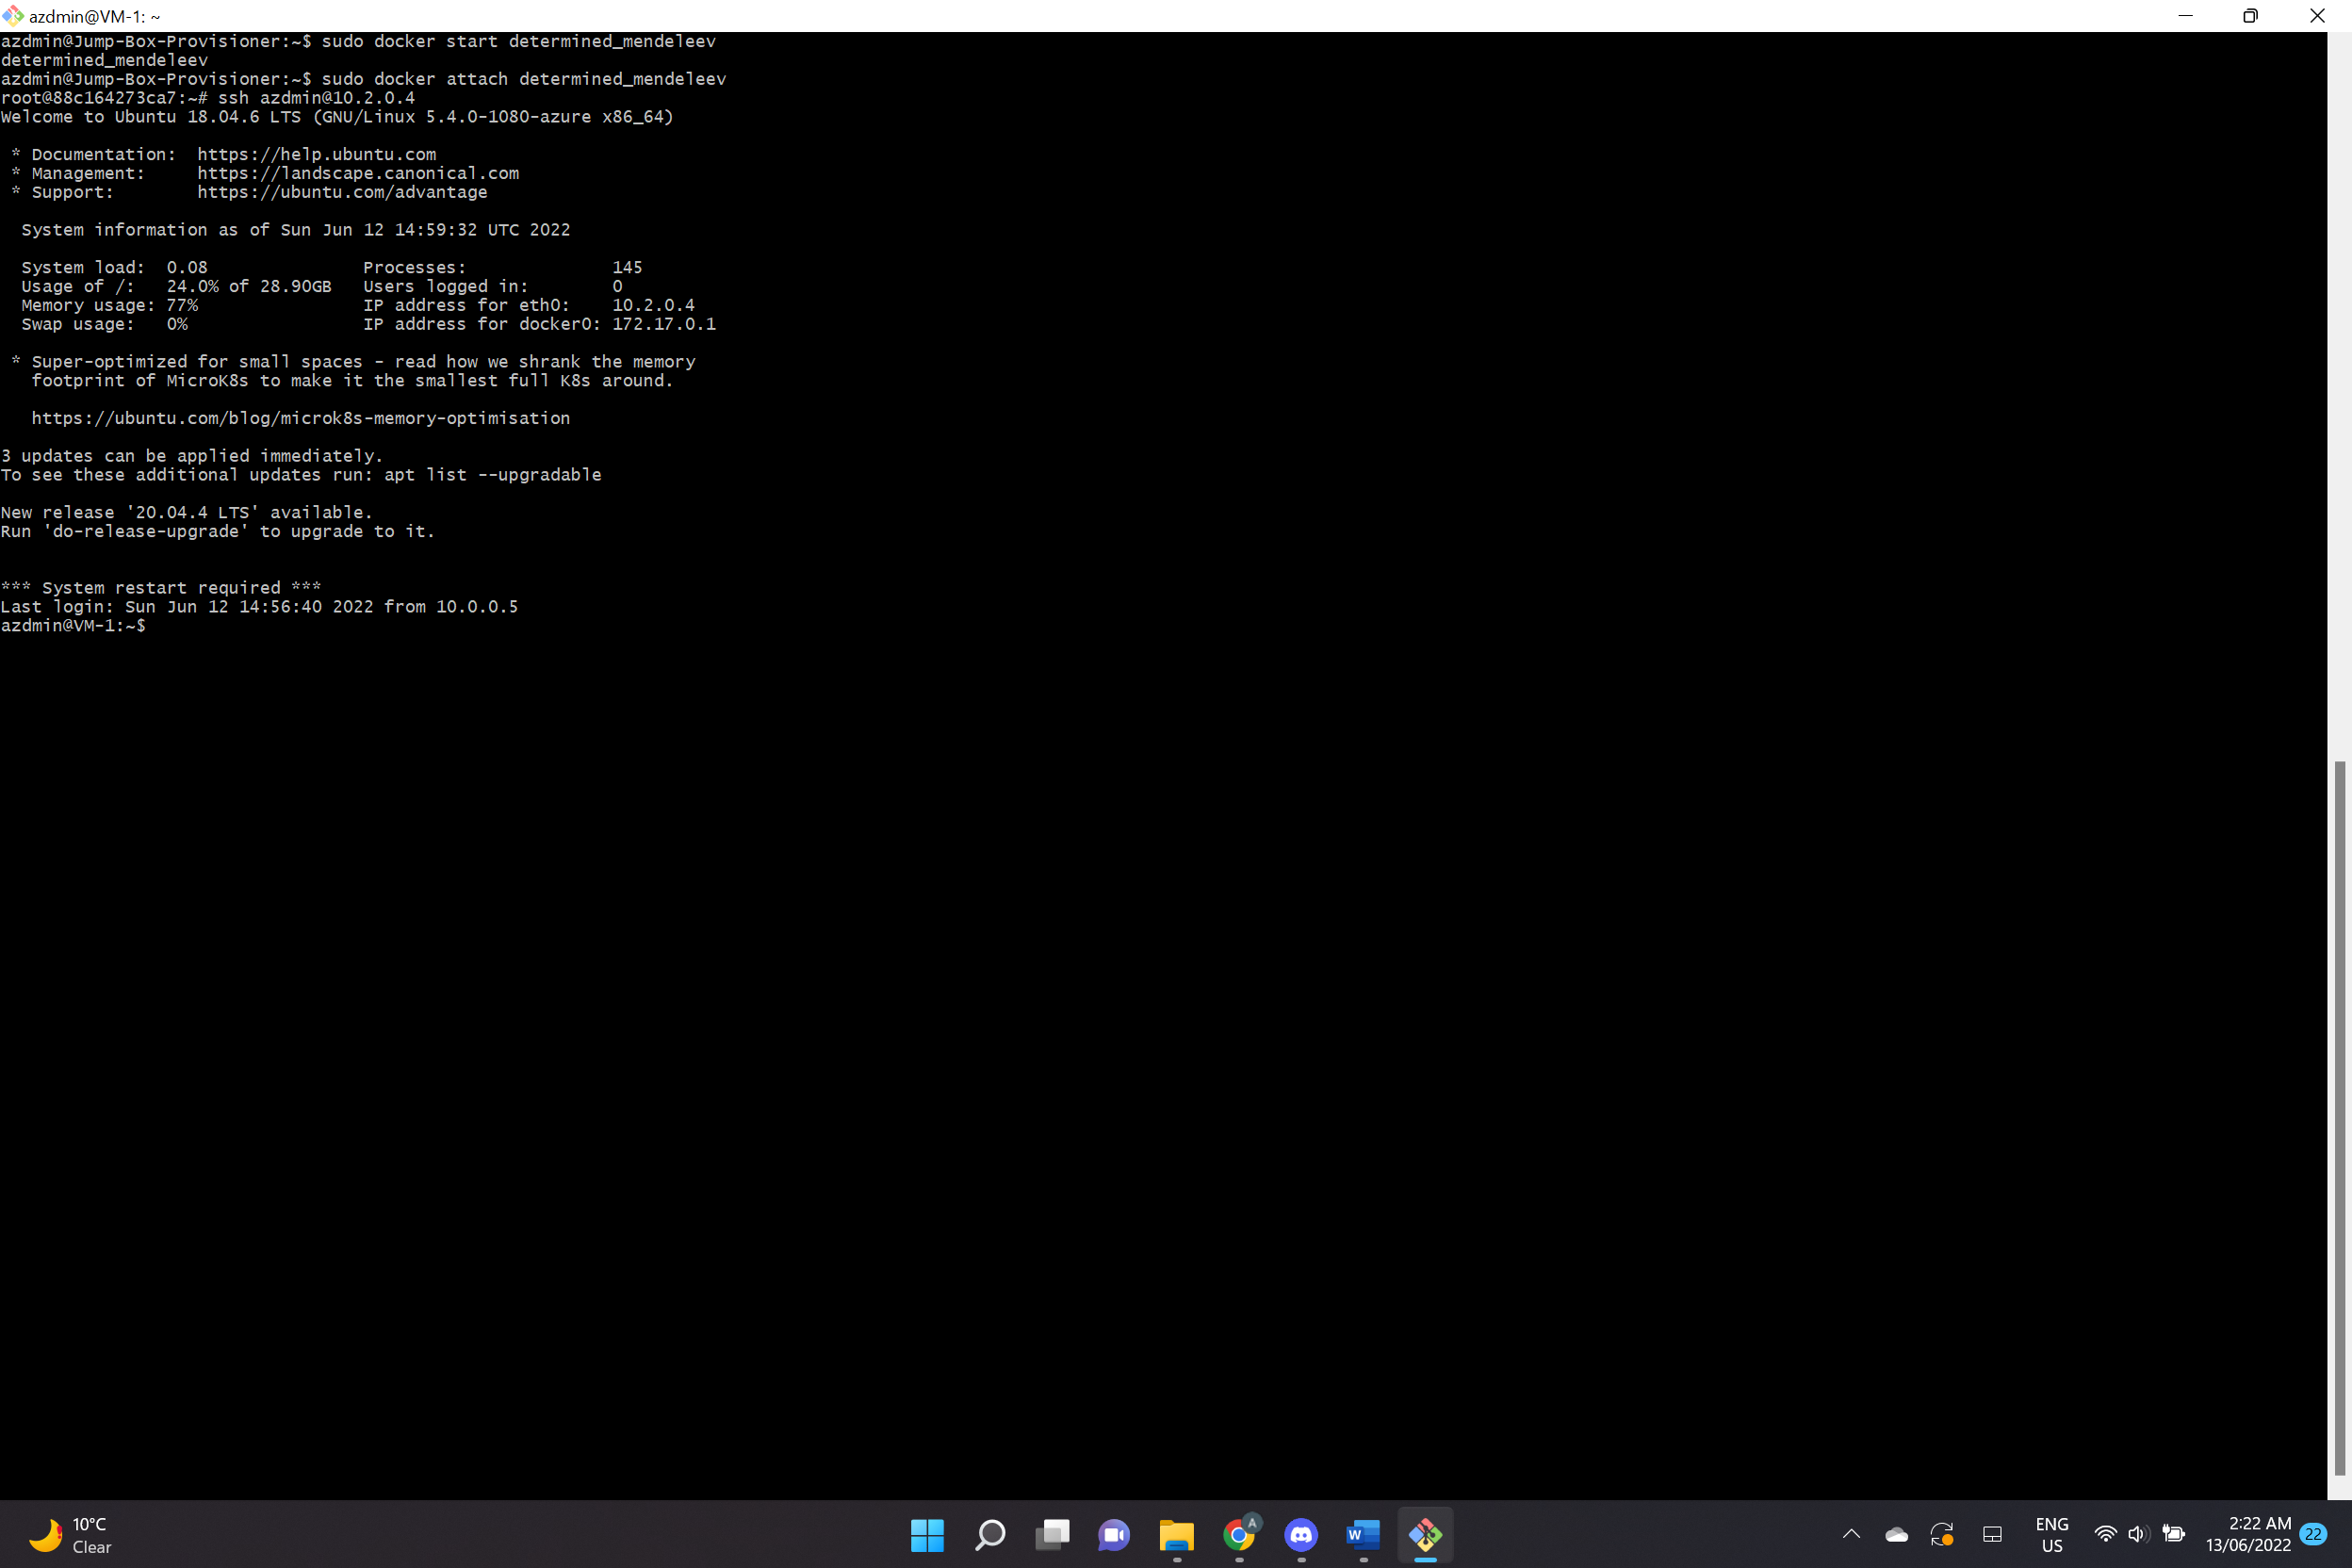 azdmin@VM-1: ~
azdmin@Jump-Box-Provisioner:~$ sudo docker start determined_mendeleev
determined_mendeleev
azdmin@Jump-Box-Provisioner:~$ sudo docker attach determined_mendeleev
root@88c164273ca7:~# ssh azdmin@10.2.0.4
Welcome to Ubuntu 18.04.6 LTS (GNU/Linux 5.4.0-1080-azure x86_64)

 * Documentation:  https://help.ubuntu.com
 * Management:     https://landscape.canonical.com
 * Support:        https://ubuntu.com/advantage

  System information as of Sun Jun 12 14:59:32 UTC 2022

  System load:  0.08               Processes:              145
  Usage of /:   24.0% of 28.90GB   Users logged in:        0
  Memory usage: 77%                IP address for eth0:    10.2.0.4
  Swap usage:   0%                 IP address for docker0: 172.17.0.1

 * Super-optimized for small spaces - read how we shrank the memory
   footprint of MicroK8s to make it the smallest full K8s around.

   https://ubuntu.com/blog/microk8s-memory-optimisation

3 updates can be applied immediately.
To see these additional updates run: apt list --upgradable

New release '20.04.4 LTS' available.
Run 'do-release-upgrade' to upgrade to it.

*** System restart required ***
Last login: Sun Jun 12 14:56:40 2022 from 10.0.0.5
azdmin@VM-1:~$
10°C
Clear
A
W
ENG
US
2:22 AM
13/06/2022
22